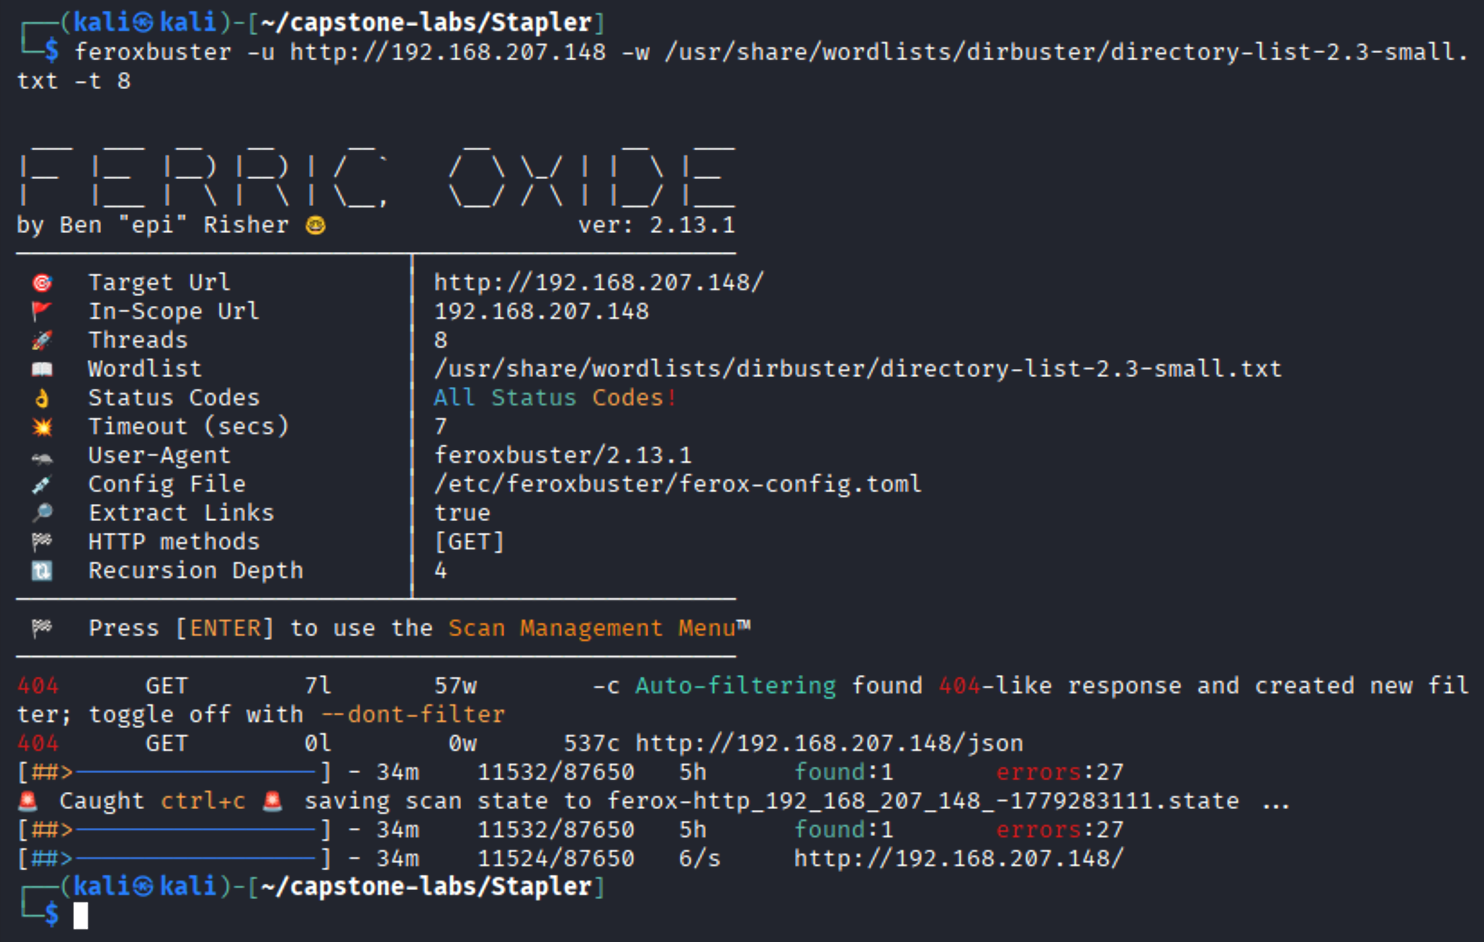 ┌──(kali㉿kali)-[~/capstone-labs/Stapler]
└─$ feroxbuster -u http://192.168.207.148 -w /usr/share/wordlists/dirbuster/directory-list-2.3-small.
txt -t 8
FERRIC OXIDE
by Ben "epi" Risher 🤓 ver: 2.13.1
🎯 Target Url │ http://192.168.207.148/
🚩 In-Scope Url │ 192.168.207.148
🚀 Threads │ 8
📖 Wordlist │ /usr/share/wordlists/dirbuster/directory-list-2.3-small.txt
👌 Status Codes │ All Status Codes!
💥 Timeout (secs) │ 7
🦡 User-Agent │ feroxbuster/2.13.1
💉 Config File │ /etc/feroxbuster/ferox-config.toml
🔎 Extract Links │ true
🏁 HTTP methods │ [GET]
🔃 Recursion Depth │ 4
🏁 Press [ENTER] to use the Scan Management Menu™
404 GET 7l 57w -c Auto-filtering found 404-like response and created new fil
ter; toggle off with --dont-filter
404 GET 0l 0w 537c http://192.168.207.148/json
[##>-----------------] - 34m 11532/87650 5h found:1 errors:27
🚨 Caught ctrl+c 🚨 saving scan state to ferox-http_192_168_207_148_-1779283111.state ...
[##>-----------------] - 34m 11532/87650 5h found:1 errors:27
[##>-----------------] - 34m 11524/87650 6/s http://192.168.207.148/
┌──(kali㉿kali)-[~/capstone-labs/Stapler]
└─$